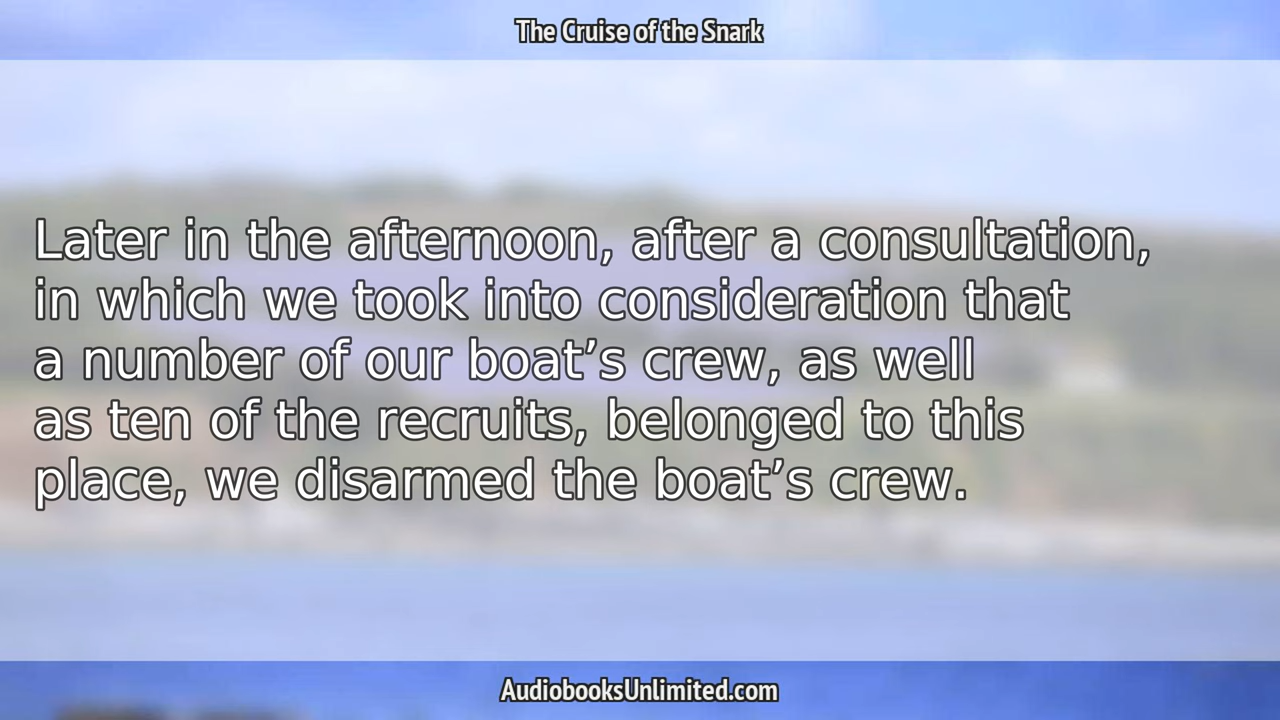 The Cruise of the Snark
Later in the afternoon, after a consultation,
in which we took into consideration that
a number of our boat’s crew, as well
as ten of the recruits, belonged to this
place, we disarmed the boat’s crew.
AudiobooksUnlimited.com